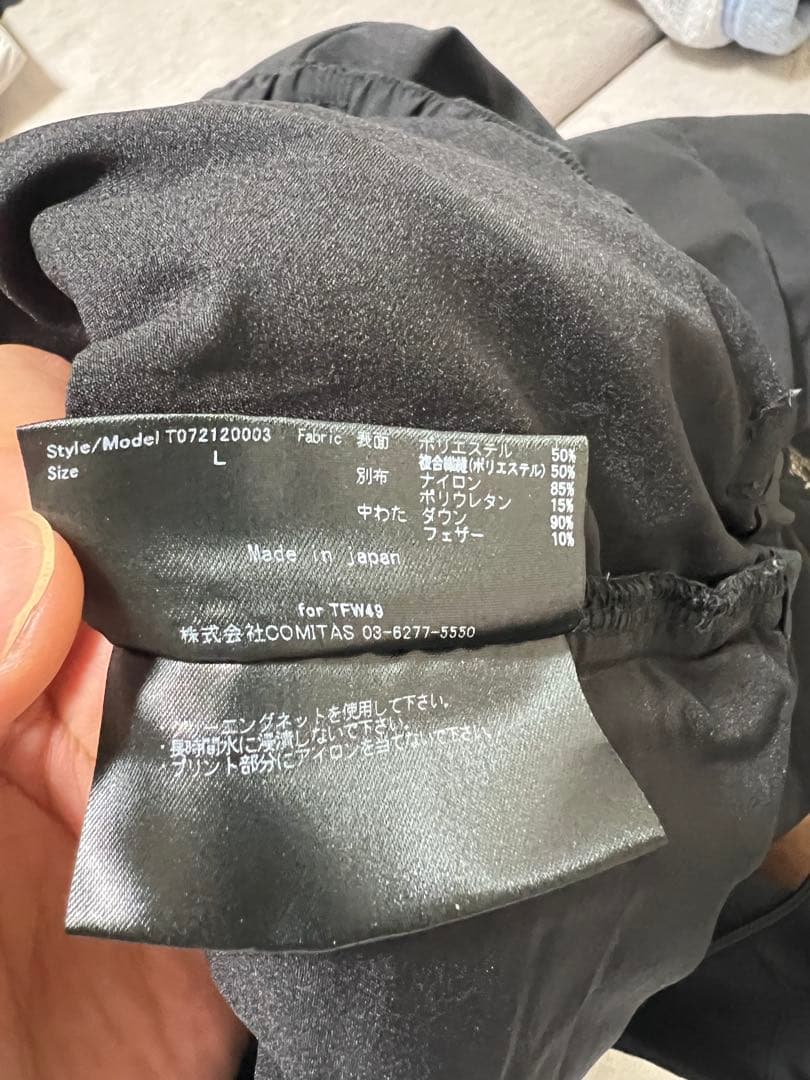 Style/Model T072120003 Fabric 表面 ポリエステル 50%
Size L 複合繊維(ポリエステル) 50%
別布 ナイロン 85%
ポリウレタン 15%
中わた ダウン 90%
フェザー 10%
Made in japan
for TFW49
株式会社COMITAS 03-6277-5550
クリーニングネットを使用して下さい。
・長時間水に浸漬しないで下さい。
・プリント部分にアイロンを当てないで下さい。